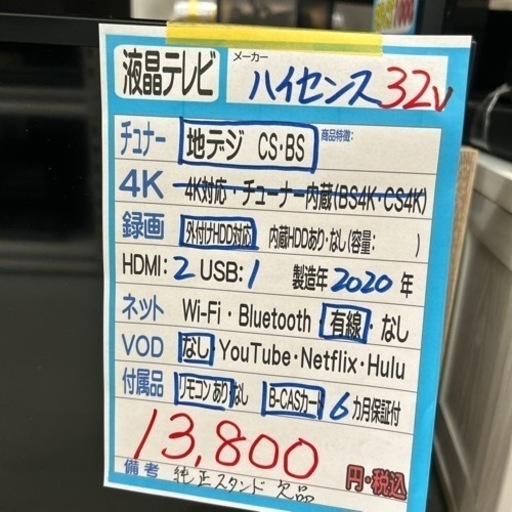 液晶テレビ メーカー ハイセンス 32v
チュナー 地デジ CS・BS 商品特徴:
4K 4K対応・チューナー内蔵(BS4K・CS4K)
録画 外付けHDD対応 内蔵HDDあり・なし(容量: )
HDMI:2 USB:1 製造年2020年
ネット Wi-Fi・Bluetooth 有線・なし
VOD なし YouTube・Netflix・Hulu
付属品 リモコンあり なし B-CASカード 6カ月保証付
13,800
円・税込
備考 純正スタンド欠品